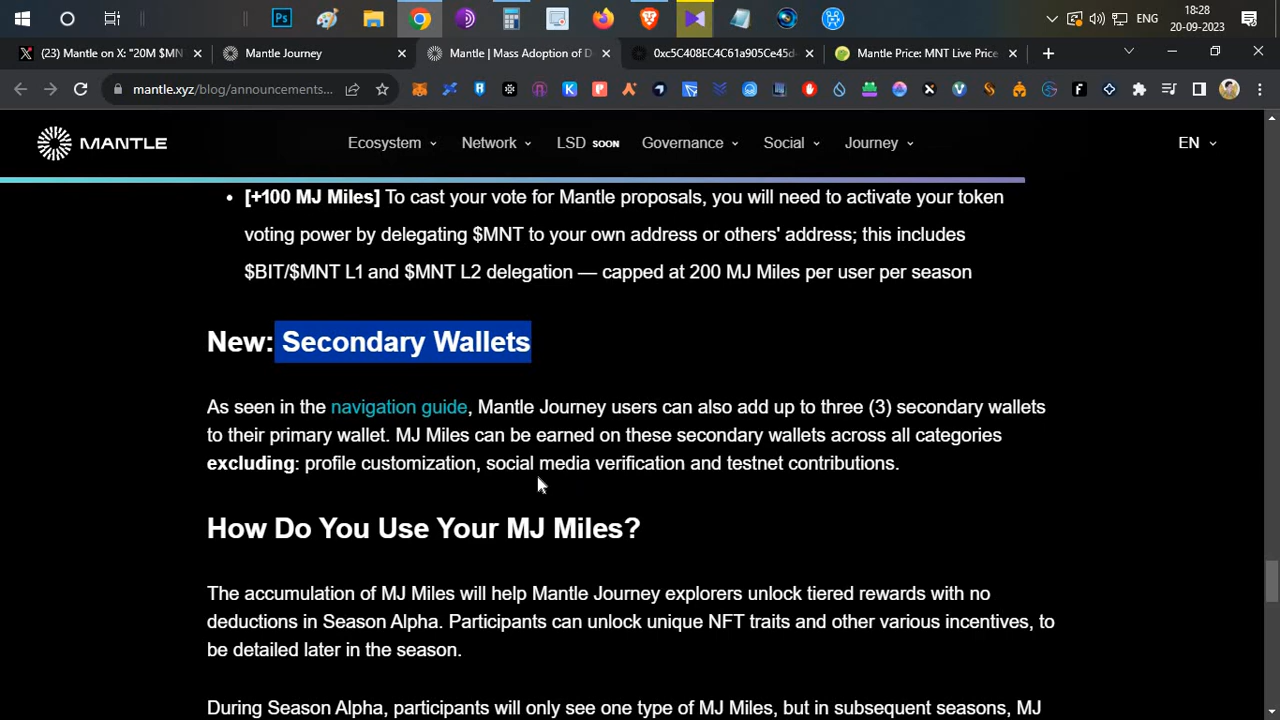 Ps
ENG
18:28
20-09-2023
(23) Mantle on X: "20M $MN
Mantle Journey
Mantle | Mass Adoption of D
0xc5C408EC4C61a905Ce45d
Mantle Price: MNT Live Price
mantle.xyz/blog/announcements...
MANTLE
Ecosystem
Network
LSD SOON
Governance
Social
Journey
EN
• [+100 MJ Miles] To cast your vote for Mantle proposals, you will need to activate your token
voting power by delegating $MNT to your own address or others' address; this includes
$BIT/$MNT L1 and $MNT L2 delegation — capped at 200 MJ Miles per user per season
New: Secondary Wallets
As seen in the navigation guide, Mantle Journey users can also add up to three (3) secondary wallets
to their primary wallet. MJ Miles can be earned on these secondary wallets across all categories
excluding: profile customization, social media verification and testnet contributions.
How Do You Use Your MJ Miles?
The accumulation of MJ Miles will help Mantle Journey explorers unlock tiered rewards with no
deductions in Season Alpha. Participants can unlock unique NFT traits and other various incentives, to
be detailed later in the season.
During Season Alpha, participants will only see one type of MJ Miles, but in subsequent seasons, MJ